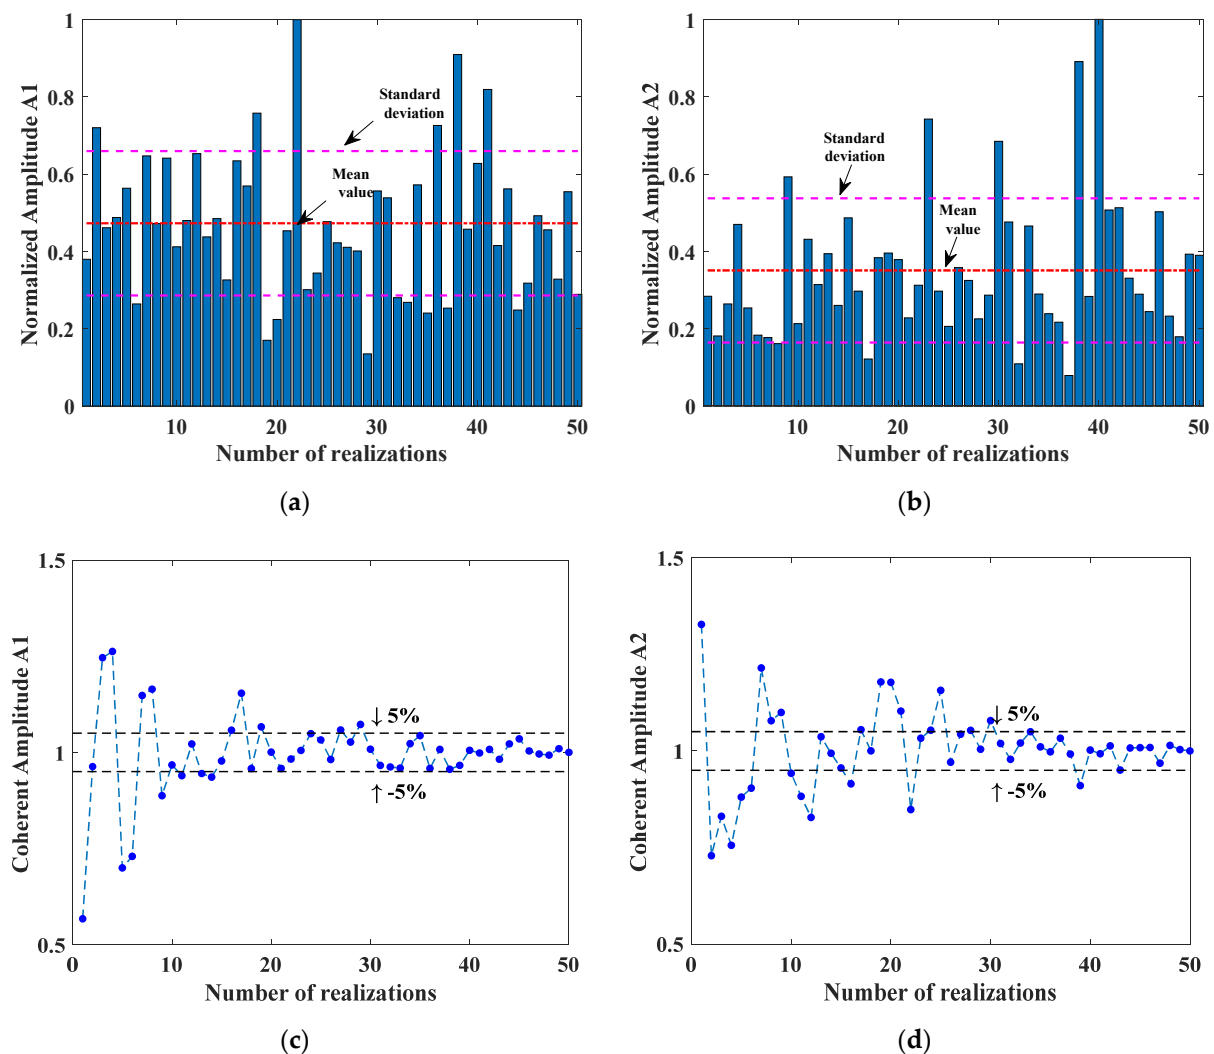 1
0.8
0.6
0.4
0.2
0
Normalized Amplitude A1
Standard
deviation
Mean
value
10
20
30
40
50
Number of realizations
(a)
1
0.8
0.6
0.4
0.2
0
Normalized Amplitude A2
Standard
deviation
Mean
value
10
20
30
40
50
Number of realizations
(b)
1.5
1
0.5
Coherent Amplitude A1
↓ 5%
↑ -5%
0
10
20
30
40
50
Number of realizations
(c)
1.5
1
0.5
Coherent Amplitude A2
↓ 5%
↑ -5%
0
10
20
30
40
50
Number of realizations
(d)